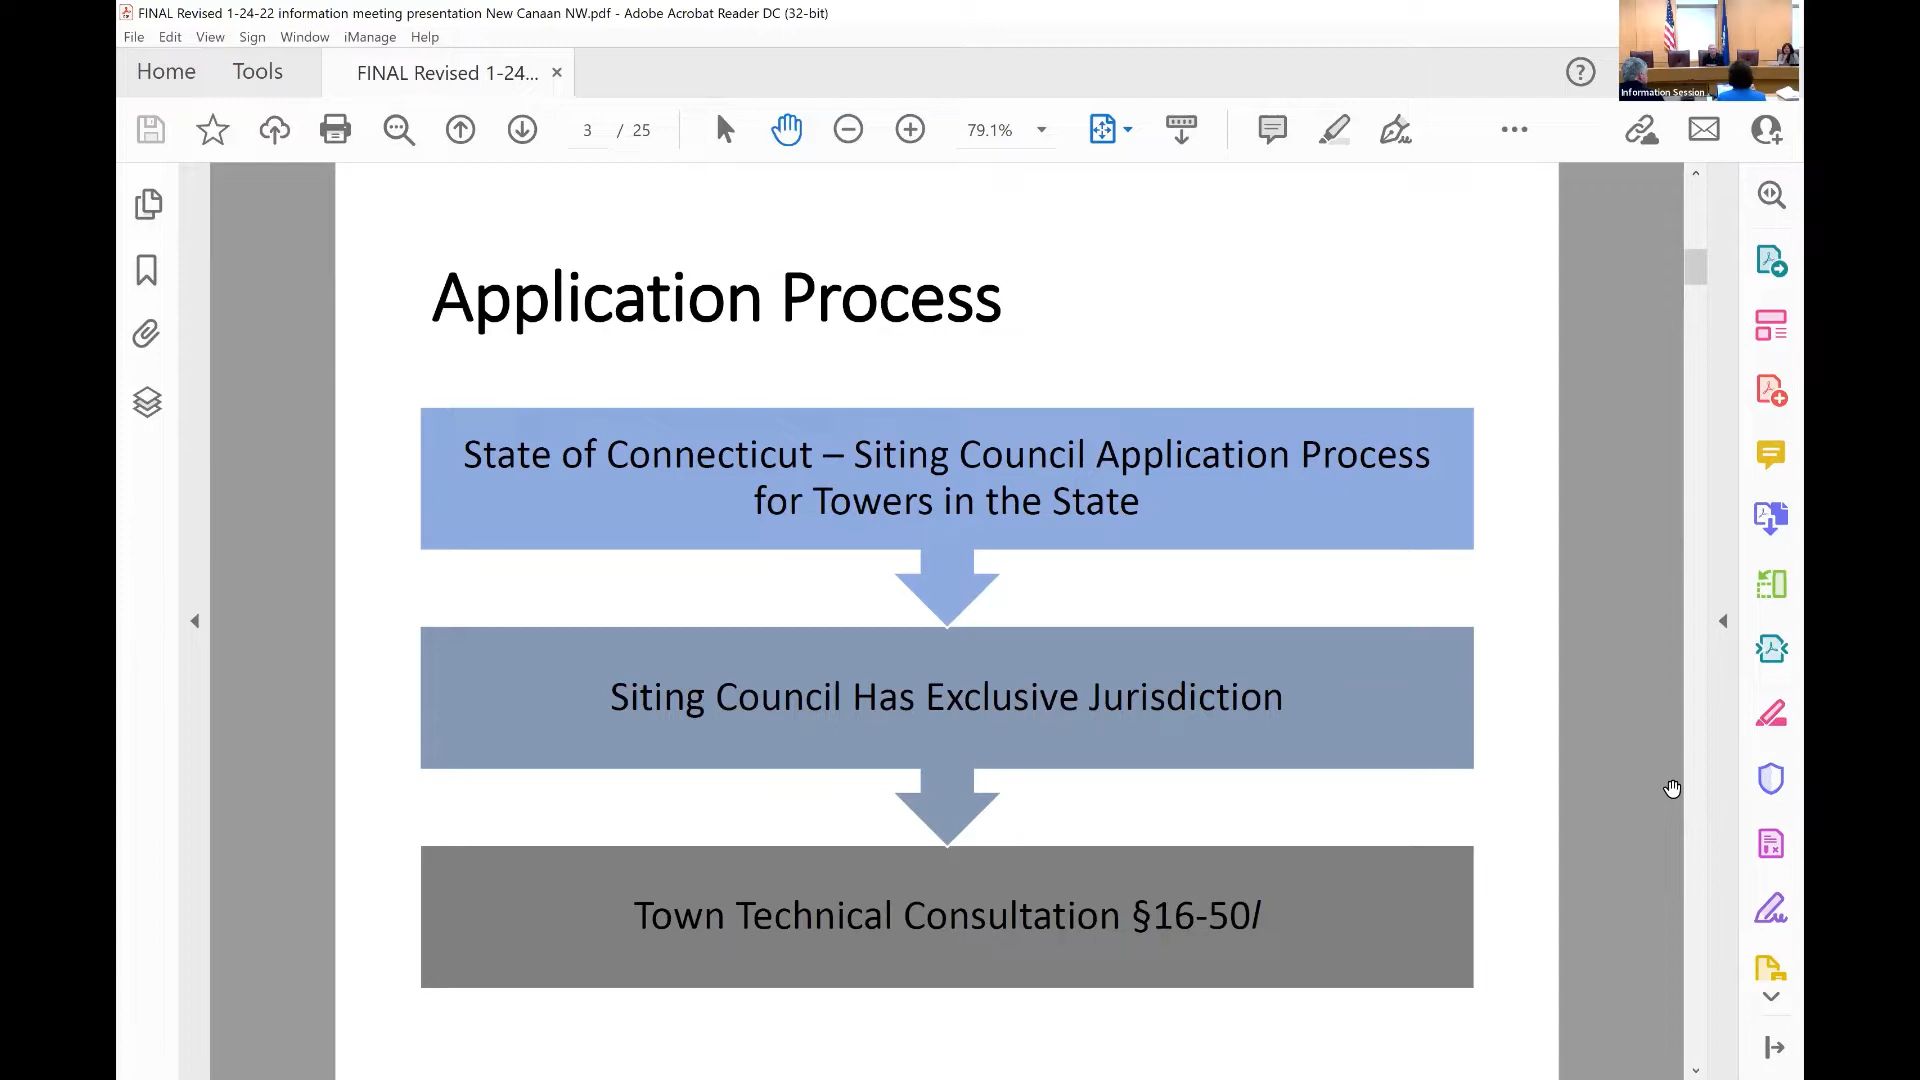 FINAL Revised 1-24-22 information meeting presentation New Canaan NW.pdf - Adobe Acrobat Reader DC (32-bit)
File Edit View Sign Window iManage Help
Home Tools FINAL Revised 1-24... ×
Information Session
3 / 25 79.1%
Application Process
State of Connecticut – Siting Council Application Process
for Towers in the State
Siting Council Has Exclusive Jurisdiction
Town Technical Consultation §16-50l